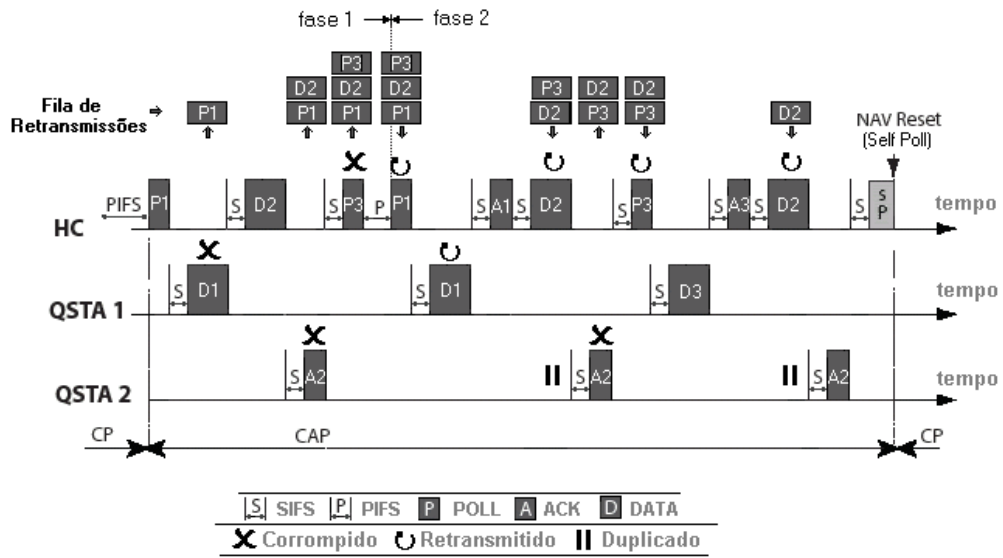 fase 1 fase 2
P3 P3
D2 D2 D2 P3 D2 D2
Fila de
Retransmissões
P1 P1 P1 P1 D2 P3 P3 D2
NAV Reset
(Self Poll)
PIFS P1 S D2 S P3 P P1 S A1 S D2 S P3 S A3 S D2 S SP tempo
HC
S D1 S D1 S D3 tempo
QSTA 1
S A2 S A2 S A2 tempo
QSTA 2
CP CAP CP
S SIFS P PIFS P POLL A ACK D DATA
Corrompido Retransmitido Duplicado